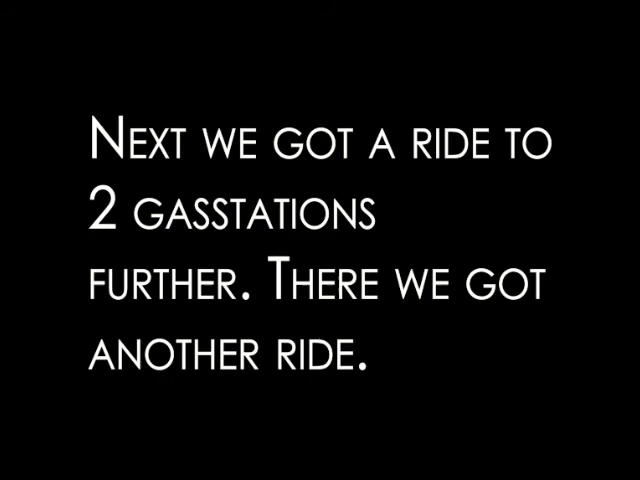 Next we got a ride to
2 gasstations
further. There we got
another ride.